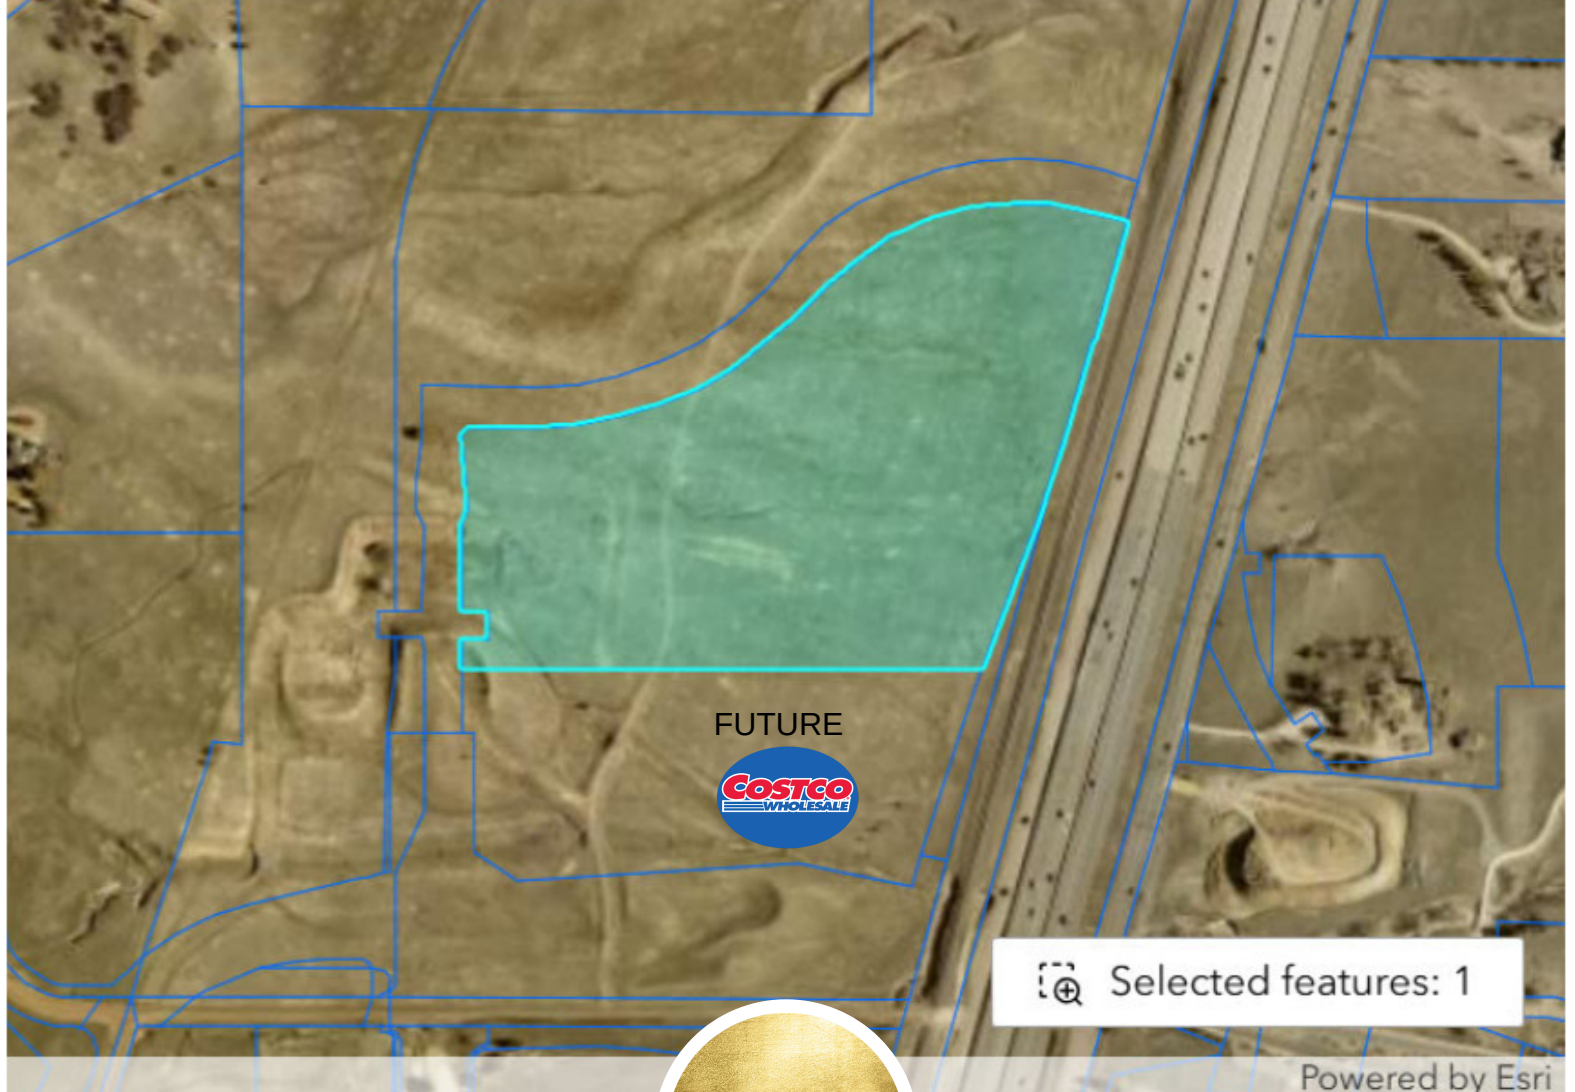 FUTURE
COSTCO
WHOLESALE
Selected features: 1
Powered by Esri